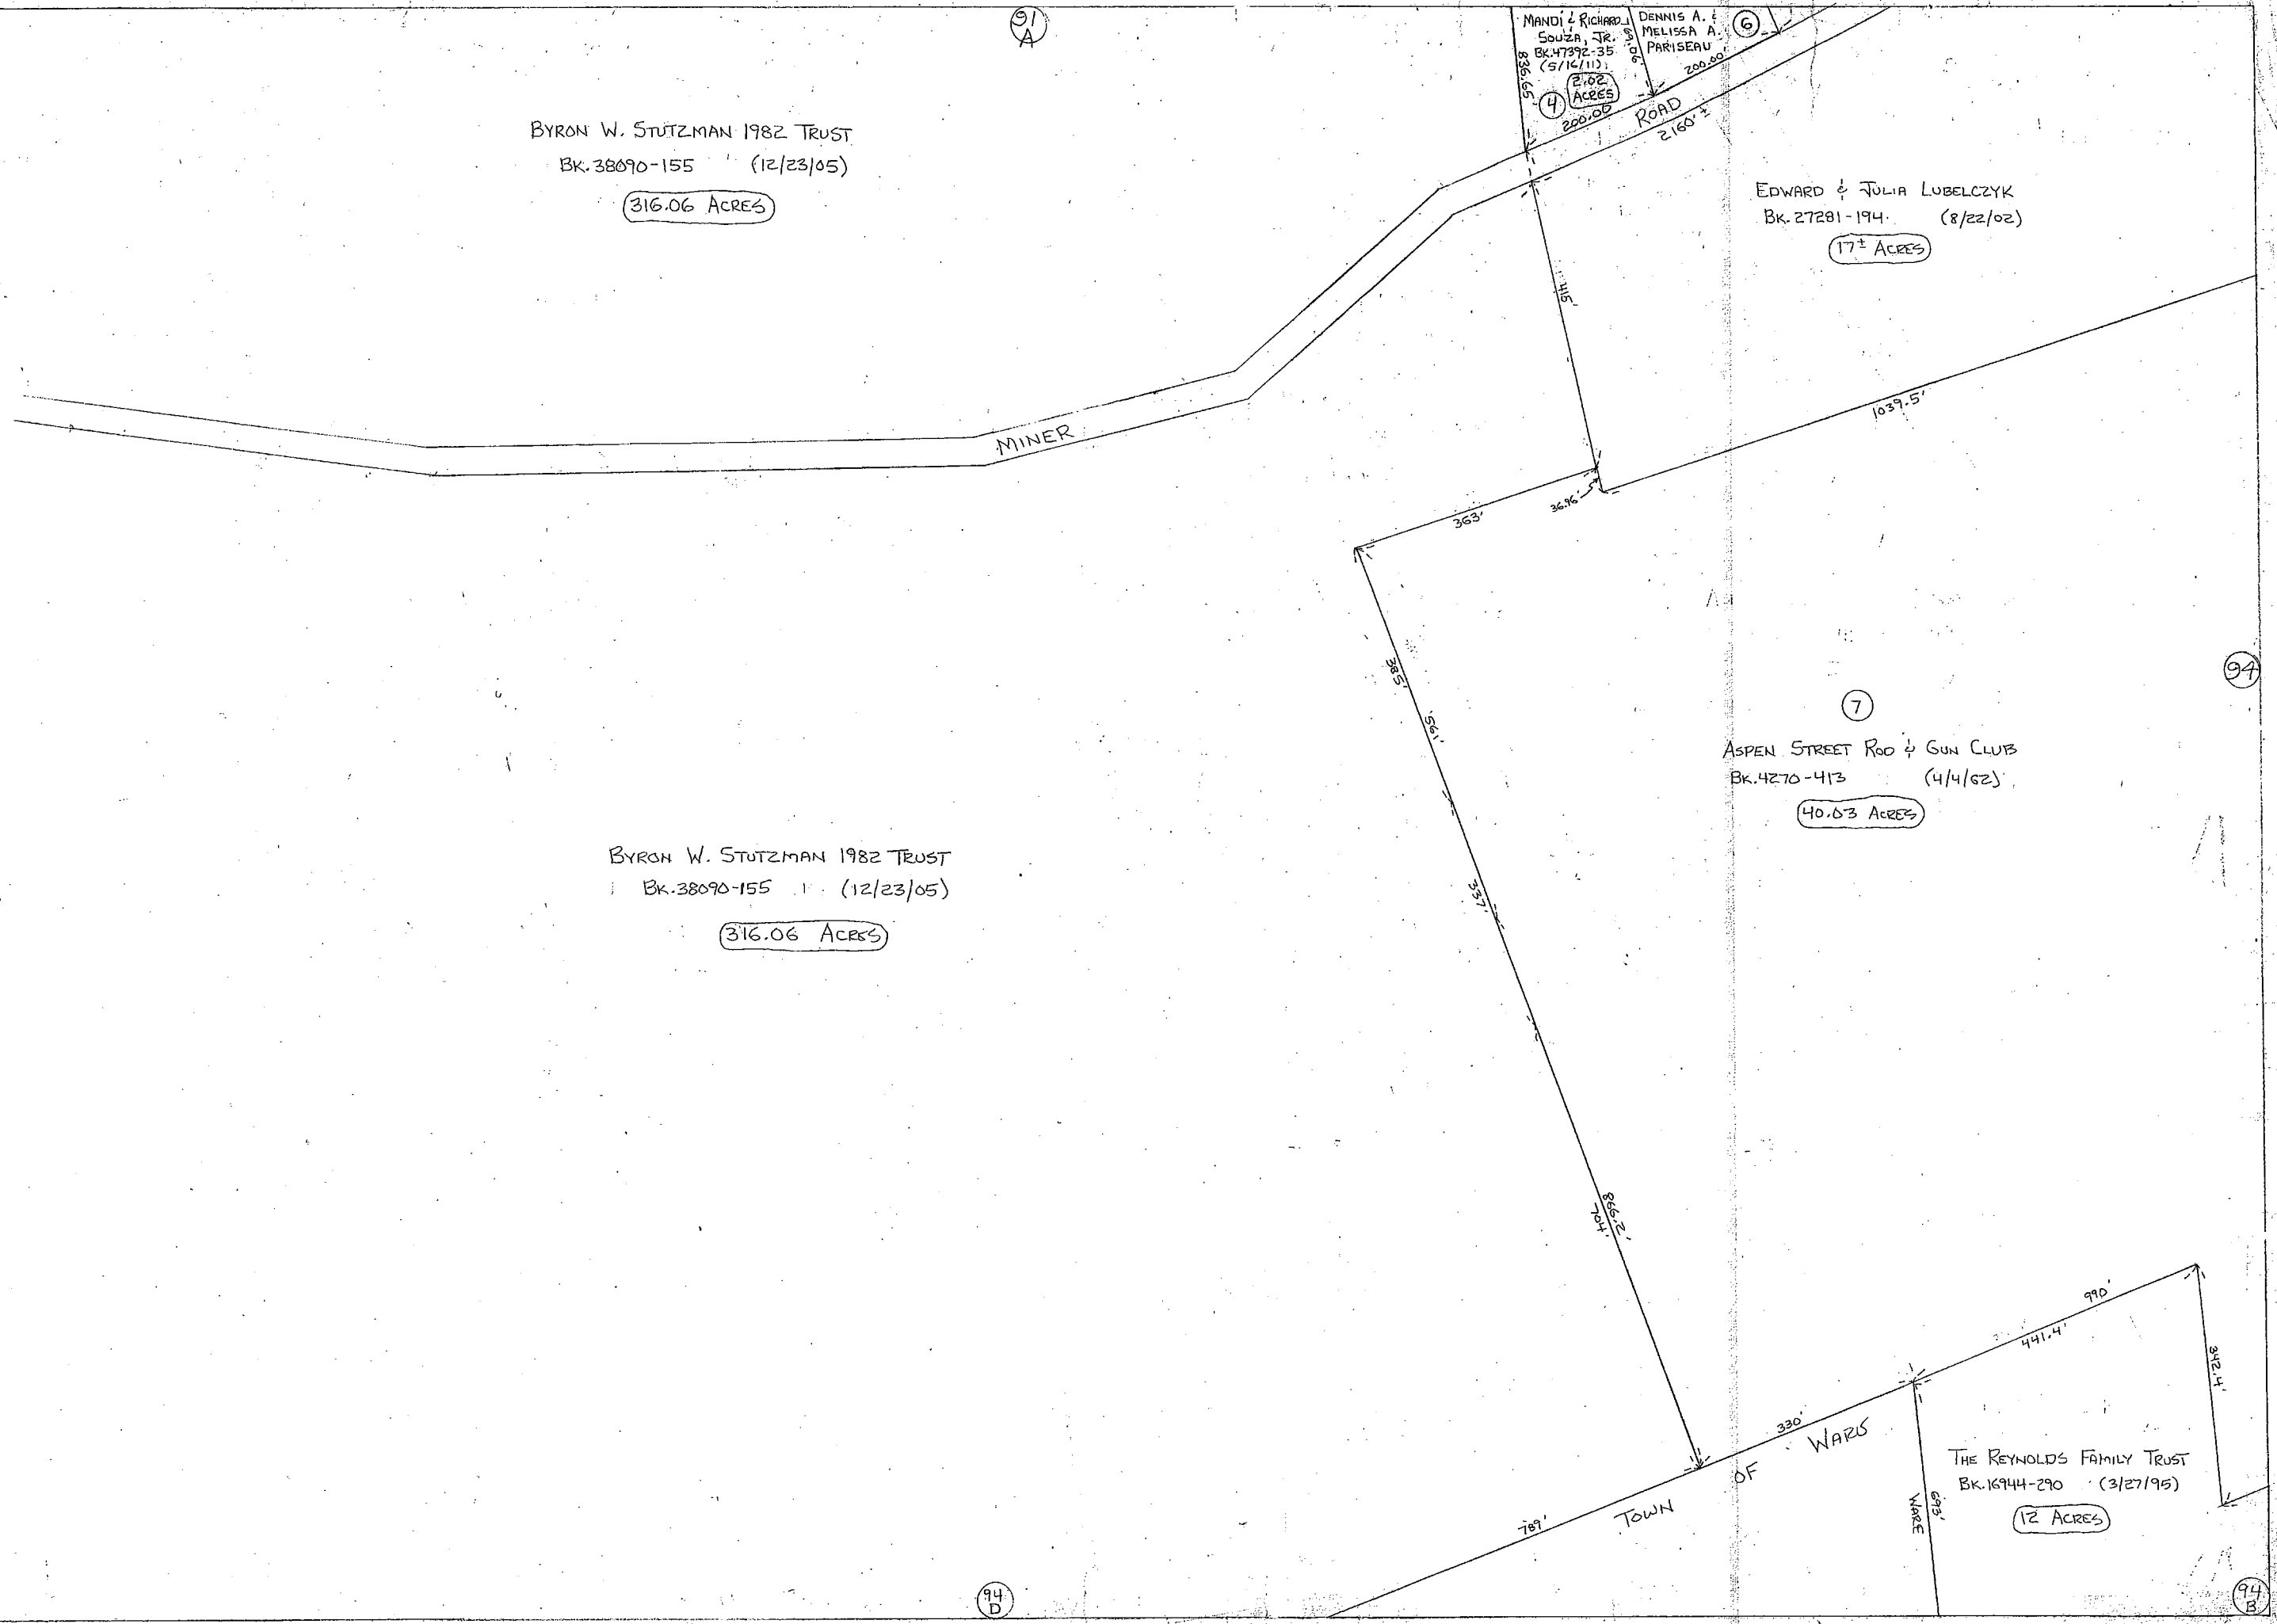 91
A
MANDI & RICHARD
SOUZA, JR.
BK.47392-35
(5/16/11)
2.02
ACRES
4
836.65'
DENNIS A. &
MELISSA A.
PARISEAU
6
200.00'
200.00
ROAD
2160'±
BYRON W. STUTZMAN 1982 TRUST
BK.38090-155 (12/23/05)
316.06 ACRES
EDWARD & JULIA LUBELCZYK
BK.27281-194 (8/22/02)
17± ACRES
514.5'
1039.5'
MINER
363'
36.96'
94
385'
561'
7
ASPEN STREET ROD & GUN CLUB
BK.4270-413 (4/4/62)
40.03 ACRES
337'
BYRON W. STUTZMAN 1982 TRUST
BK.38090-155 (12/23/05)
316.06 ACRES
866.2'
704'
990'
441.4'
342.4'
330'
WARE
OF
TOWN
789'
WARE
693'
THE REYNOLDS FAMILY TRUST
BK.16944-290 (3/27/95)
12 ACRES
94
D
94
B